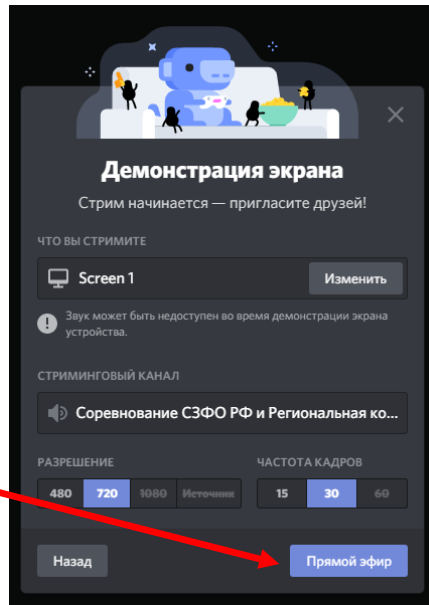 Демонстрация экрана
Стрим начинается — пригласите друзей!
ЧТО ВЫ СТРИМИТЕ
Screen 1 Изменить
Звук может быть недоступен во время демонстрации экрана
устройства.
СТРИМИНГОВЫЙ КАНАЛ
Соревнование СЗФО РФ и Региональная ко...
РАЗРЕШЕНИЕ ЧАСТОТА КАДРОВ
480 720 1080 Источник 15 30 60
Назад Прямой эфир